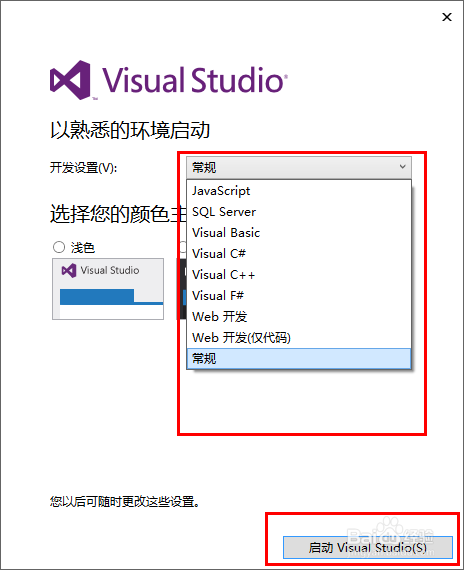 Visual Studio
以熟悉的环境启动
开发设置(V):
常规
JavaScript
SQL Server
Visual Basic
Visual C#
Visual C++
Visual F#
Web 开发
Web 开发(仅代码)
常规
选择您的颜色主
浅色
Visual Studio
您以后可随时更改这些设置。
启动 Visual Studio(S)
Baidu 经验